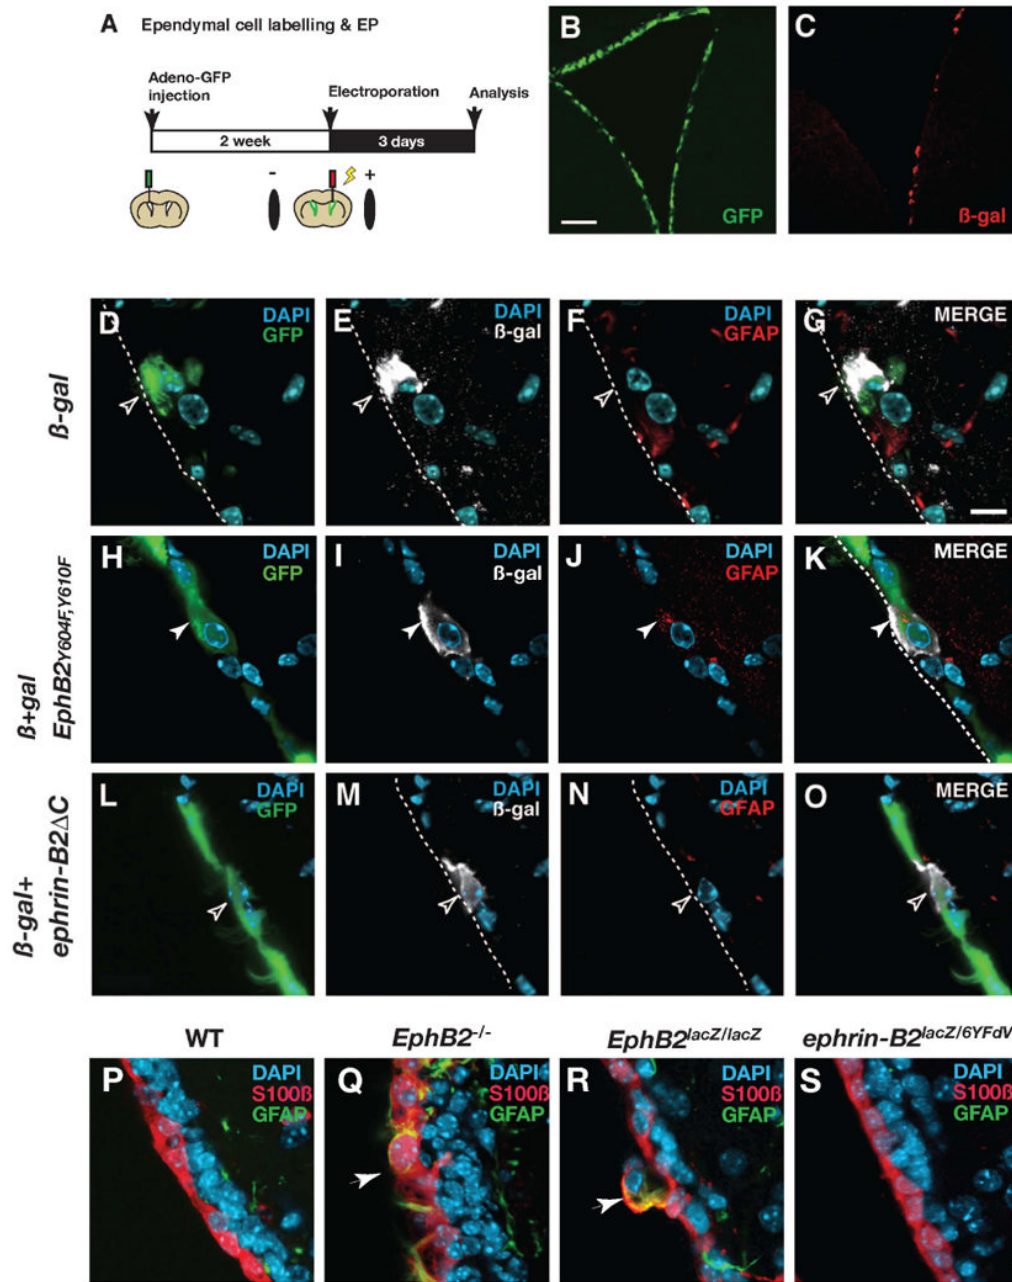 A Ependymal cell labelling & EP
Adeno-GFP
injection
Electroporation
Analysis
2 week
3 days
-
+
B
GFP
C
ß-gal
ß-gal
D
DAPI
GFP
E
DAPI
ß-gal
F
DAPI
GFAP
G
MERGE
ß+gal
EphB2Y604F,Y610F
H
DAPI
GFP
I
DAPI
ß-gal
J
DAPI
GFAP
K
MERGE
ß-gal+
ephrin-B2ΔC
L
DAPI
GFP
M
DAPI
ß-gal
N
DAPI
GFAP
O
MERGE
WT
EphB2-/-
EphB2lacZ/lacZ
ephrin-B2lacZ/6YFdV
P
DAPI
S100ß
GFAP
Q
DAPI
S100ß
GFAP
R
DAPI
S100ß
GFAP
S
DAPI
S100ß
GFAP